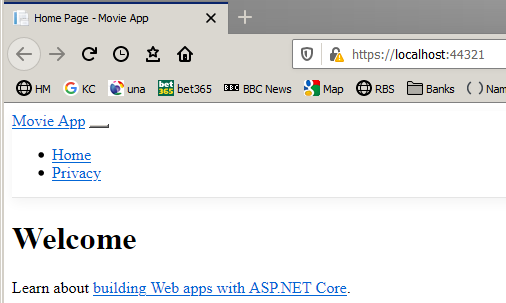 Home Page - Movie App
https://localhost:44321
HM KC una bet365 BBC News Map RBS Banks Nam
Movie App
Home
Privacy
Welcome
Learn about building Web apps with ASP.NET Core.